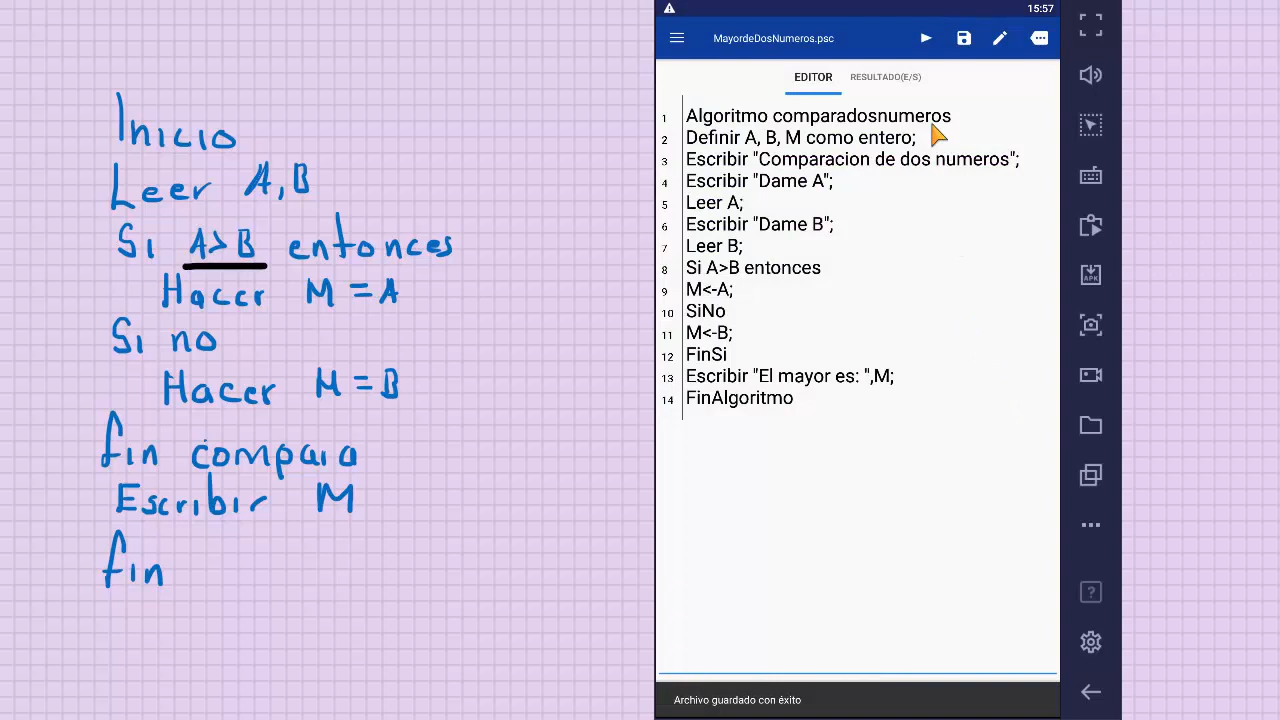 Inicio
Leer A, B
Si A>B entonces
Hacer M = A
Si no
Hacer M = B
fin compara
Escribir M
fin
15:57
MayordeDosNumeros.psc
EDITOR RESULTADO(E/S)
1 Algoritmo comparadosnumeros
2 Definir A, B, M como entero;
3 Escribir "Comparacion de dos numeros";
4 Escribir "Dame A";
5 Leer A;
6 Escribir "Dame B";
7 Leer B;
8 Si A>B entonces
9 M<-A;
10 SiNo
11 M<-B;
12 FinSi
13 Escribir "El mayor es: ",M;
14 FinAlgoritmo
Archivo guardado con éxito
APK